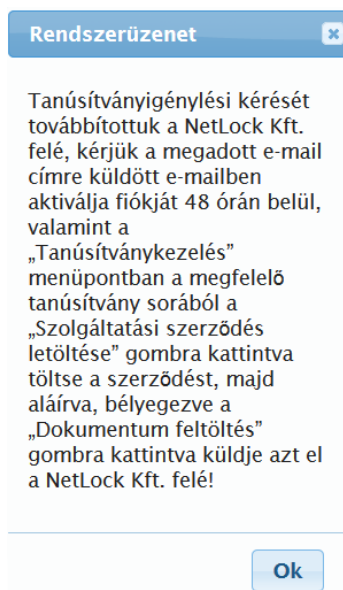 Rendszerüzenet
Tanúsítványigénylési kérését
továbbítottuk a NetLock Kft.
felé, kérjük a megadott e-mail
címre küldött e-mailben
aktiválja fiókját 48 órán belül,
valamint a
„Tanúsítványkezelés”
menüpontban a megfelelő
tanúsítvány sorából a
„Szolgáltatási szerződés
letöltése” gombra kattintva
töltse a szerződést, majd
aláírva, bélyegezve a
„Dokumentum feltöltés”
gombra kattintva küldje azt el
a NetLock Kft. felé!
Ok